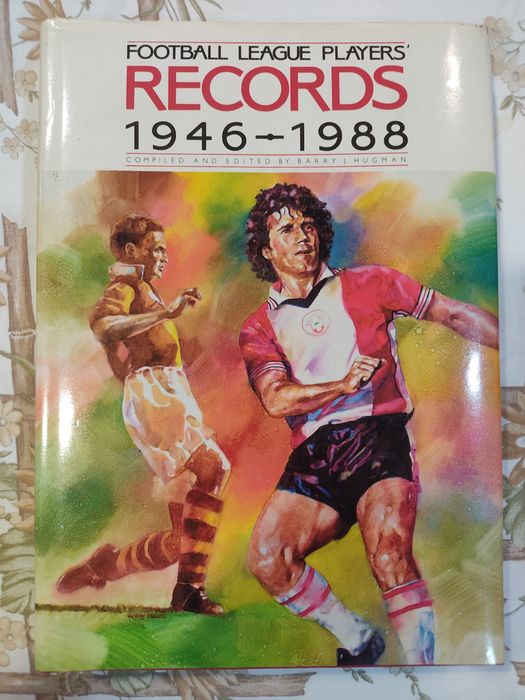 FOOTBALL LEAGUE PLAYERS'
RECORDS
1946-1988
COMPILED AND EDITED BY BARRY J. HUGMAN